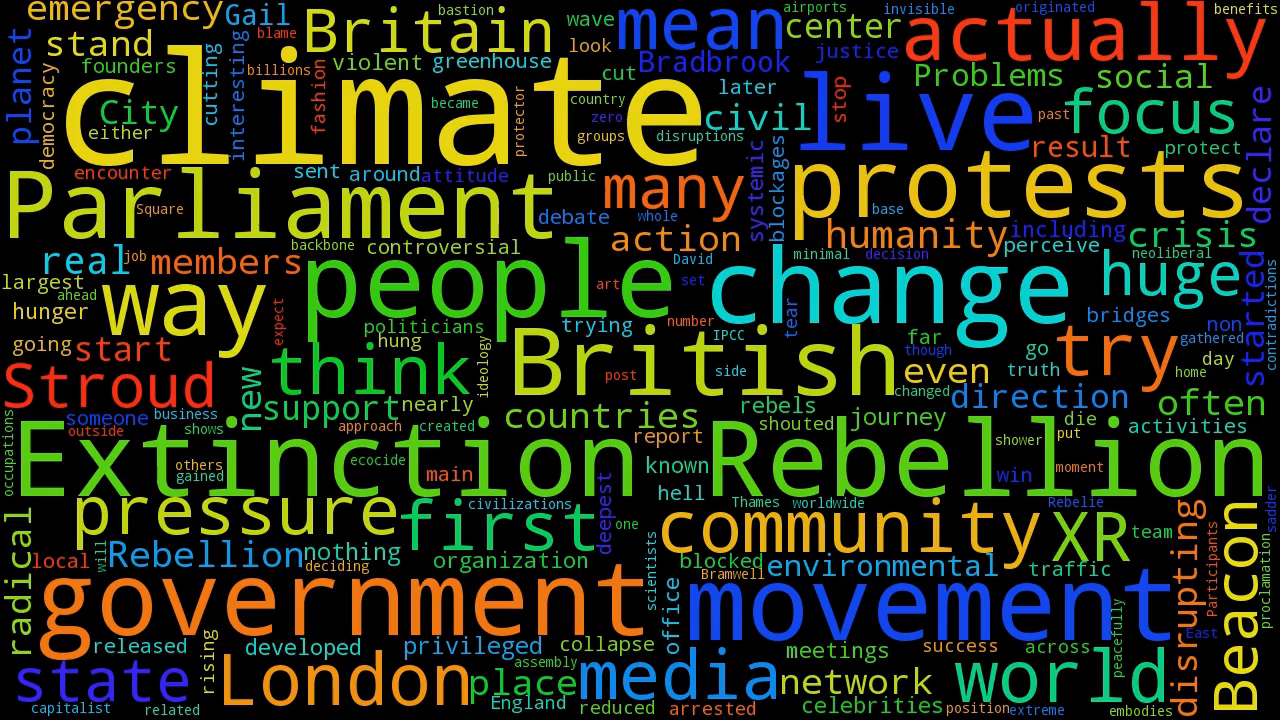 emergency
Gail
bastion
Britain
wave
mean
airports
center
invisible
originated
actually
benefits
planet
stand
blame
look
Bradbrook
justice
founders
cutting
interesting
billions
violent
greenhouse
cut
later
stop
Problems
social
democracy
City
either
climate
fashion
became
protector
country
zero
groups
disruptions
civil
live
past
focus
declare
result
protect
encounter
sent
around
attitude
public
many
systemic
blockages
protests
Parliament
Square
debate
whole
base
backbone
controversial
action
humanity
including
perceive
crisis
real
job
members
people
David
minimal
decision
neoliberal
largest
ahead
way
art
set
change
huge
started
contradictions
hunger
expect
politicians
trying
number
tear
bridges
non
going
start
hung
ideology
British
IPCC
far
though
go
try
gathered
day
Stroud
new
think
post
side
even
truth
home
support
nearly
changed
direction
often
someone
business
countries
rebels
journey
die
activities
outside
shows
approach
created
shouted
occupations
Extinction
report
Rebellion
shower
put
others
gained
ecocide
main
known
win
moment
hell
deepest
pressure
first
civilizations
one
Thames
worldwide
Rebelie
sadder
radical
community
XR
team
disrupting
Participants
Beacon
proclamation
local
will
Rebellion
nothing
deciding
organization
scientists
blocked
Bramwell
environmental
traffic
government
office
movement
peacefully
East
released
rising
developed
privileged
collapse
meetings
success
across
state
London
assembly
place
media
network
world
England
capitalist
related
reduced
arrested
celebrities
position
extreme
embodies